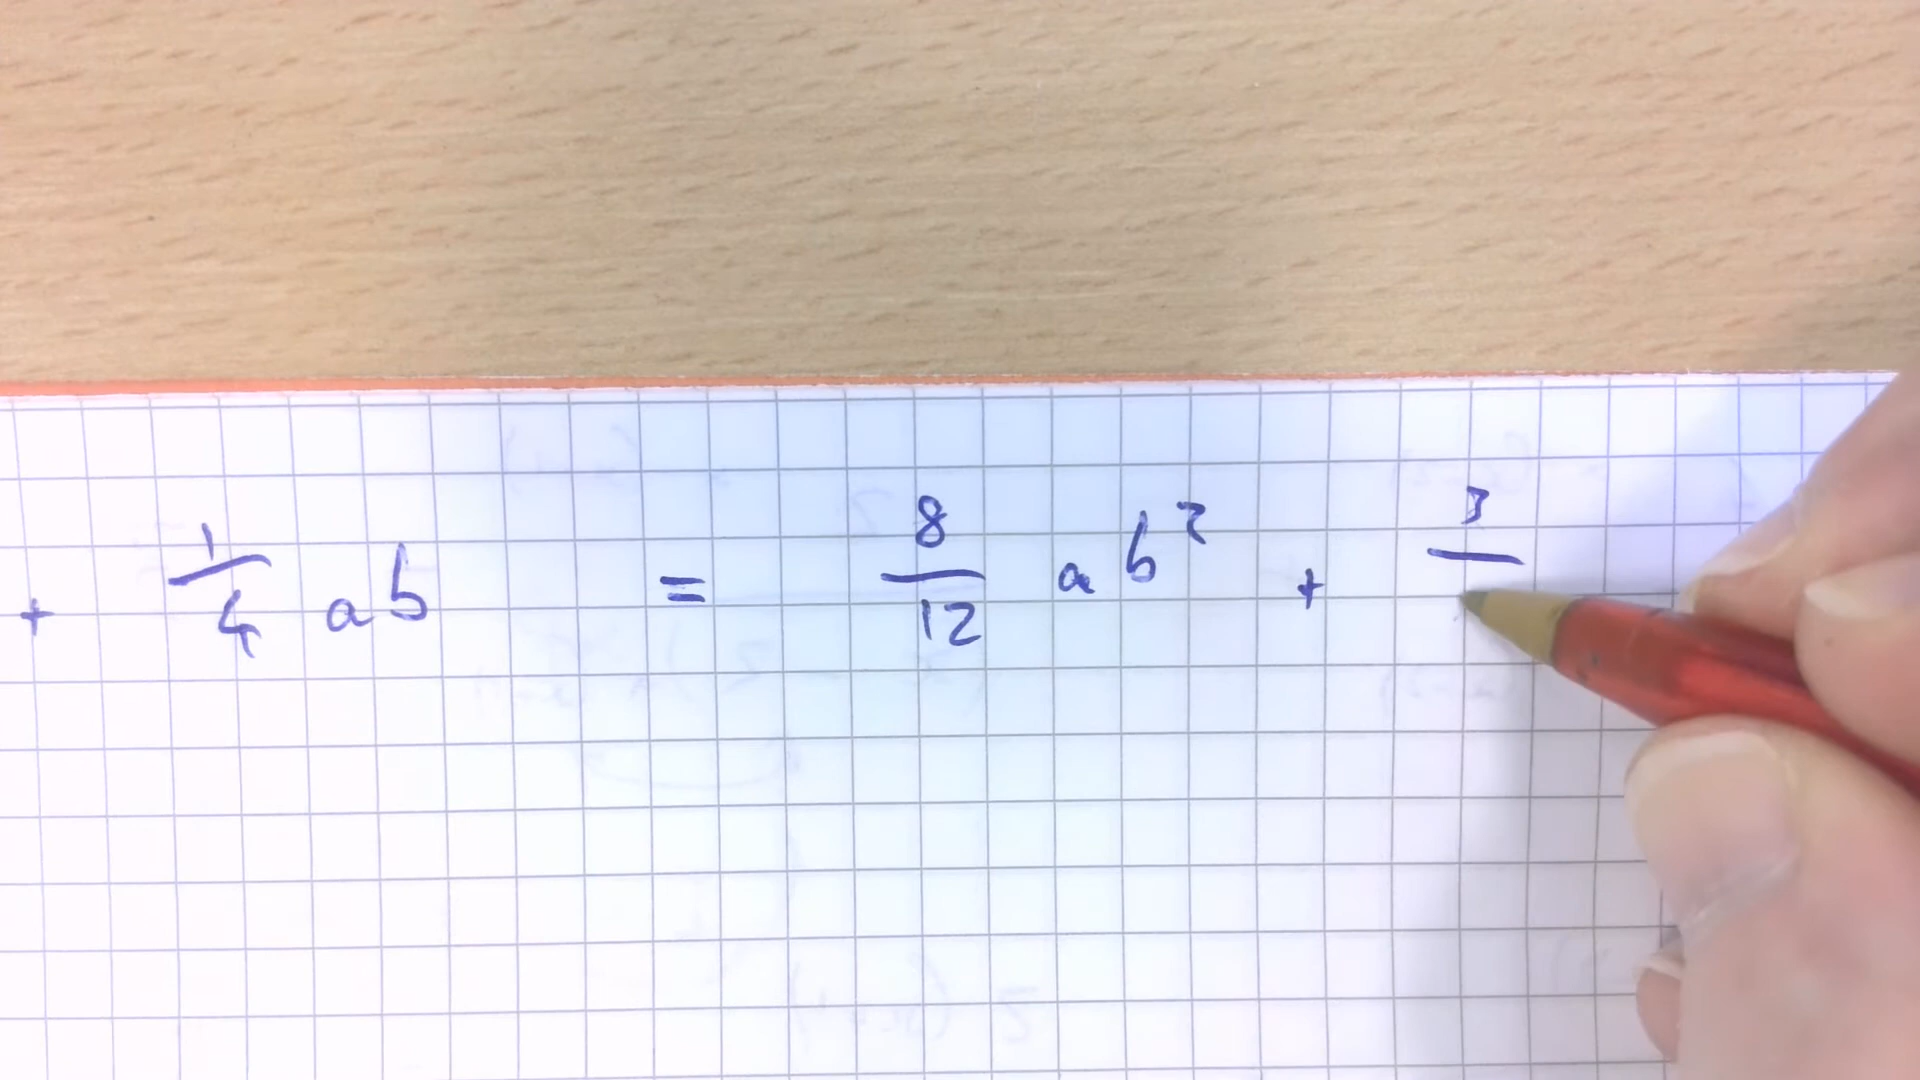 + 1/4 ab = 8/12 ab² + 3/